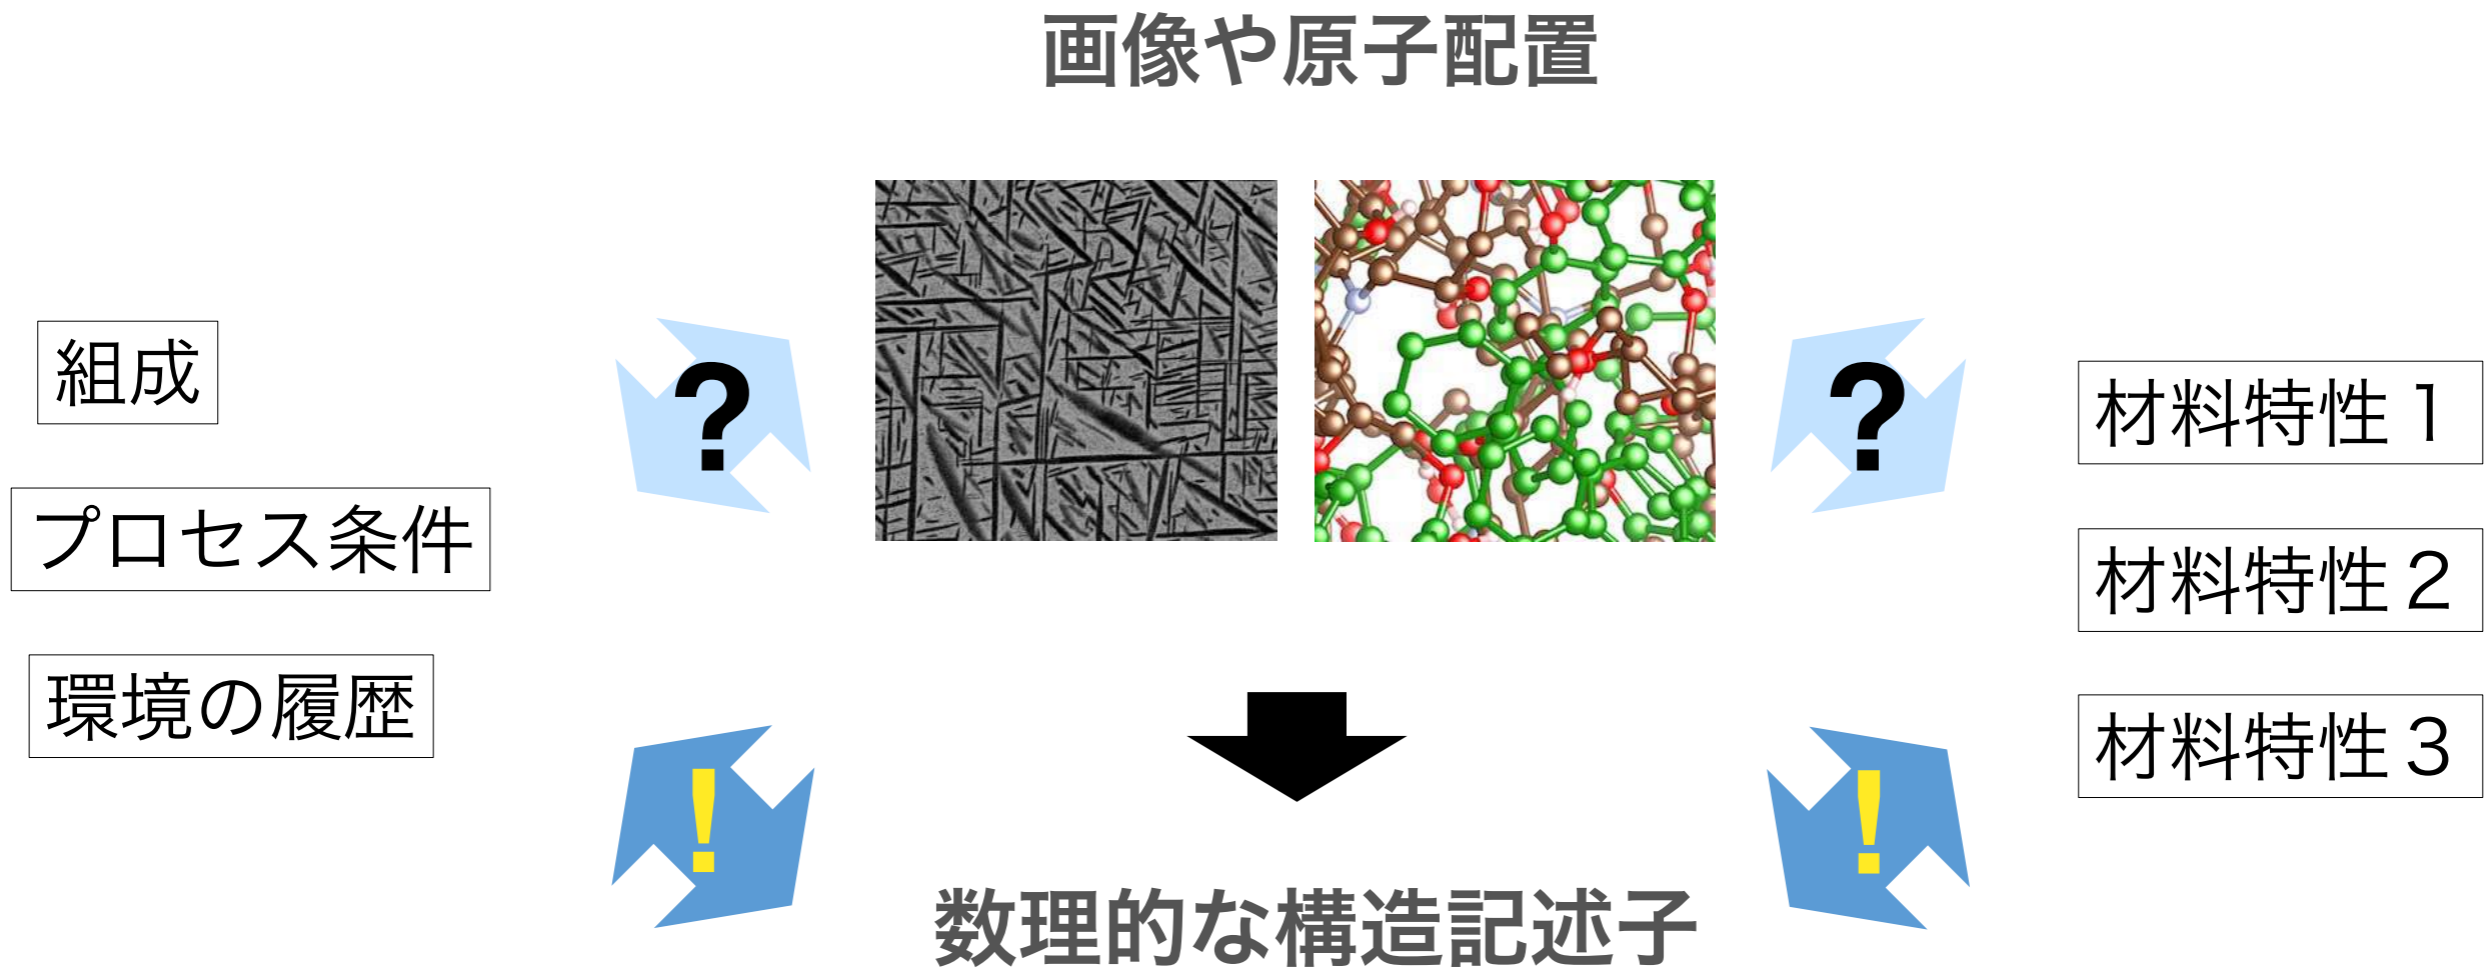 画像や原子配置
組成
プロセス条件
環境の履歴
?
?
材料特性１
材料特性２
材料特性３
!
!
数理的な構造記述子